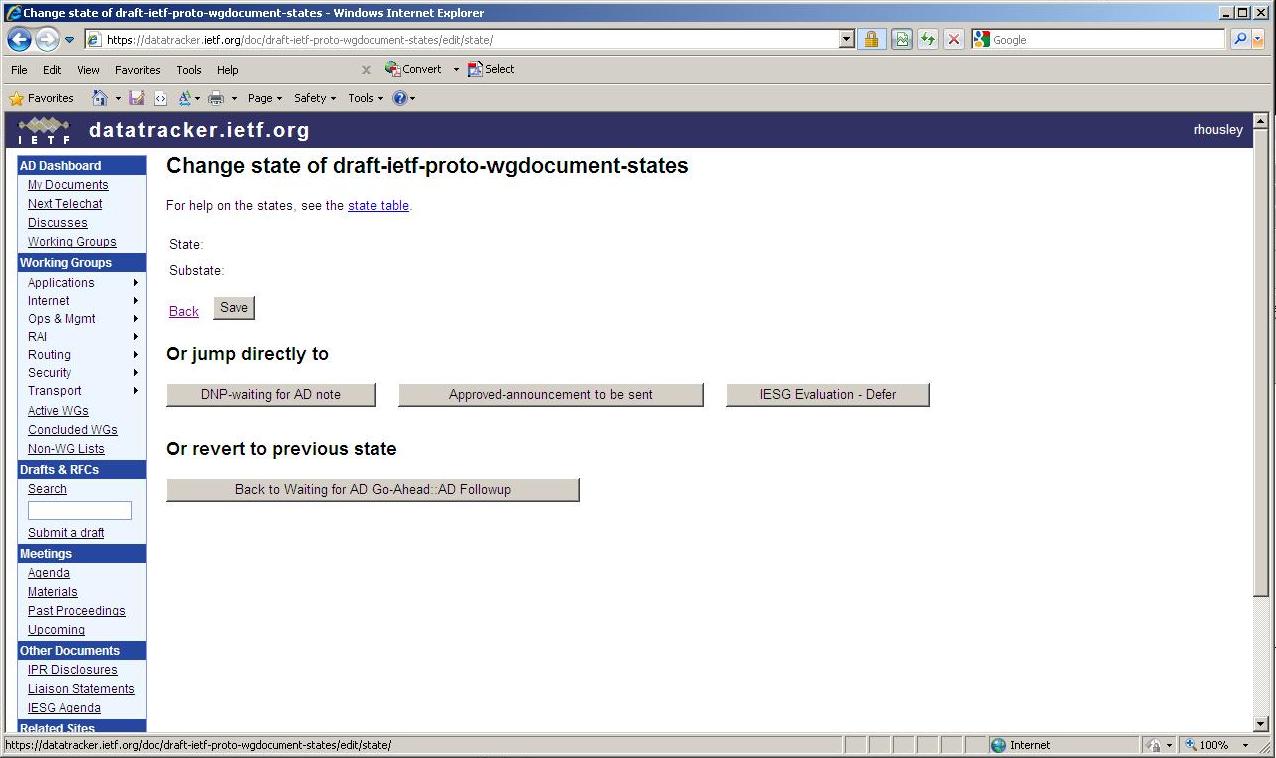 Change state of draft-ietf-proto-wgdocument-states - Windows Internet Explorer
https://datatracker.ietf.org/doc/draft-ietf-proto-wgdocument-states/edit/state/
Google
File Edit View Favorites Tools Help
x Convert Select
Favorites Page Safety Tools
I E T F
datatracker.ietf.org
rhousley
AD Dashboard
My Documents
Next Telechat
Discusses
Working Groups
Working Groups
Applications
Internet
Ops & Mgmt
RAI
Routing
Security
Transport
Active WGs
Concluded WGs
Non-WG Lists
Drafts & RFCs
Search
Submit a draft
Meetings
Agenda
Materials
Past Proceedings
Upcoming
Other Documents
IPR Disclosures
Liaison Statements
IESG Agenda
Related Sites
Change state of draft-ietf-proto-wgdocument-states
For help on the states, see the state table.
State:
Substate:
Back Save
Or jump directly to
DNP-waiting for AD note Approved-announcement to be sent IESG Evaluation - Defer
Or revert to previous state
Back to Waiting for AD Go-Ahead::AD Followup
https://datatracker.ietf.org/doc/draft-ietf-proto-wgdocument-states/edit/state/
Internet
100%